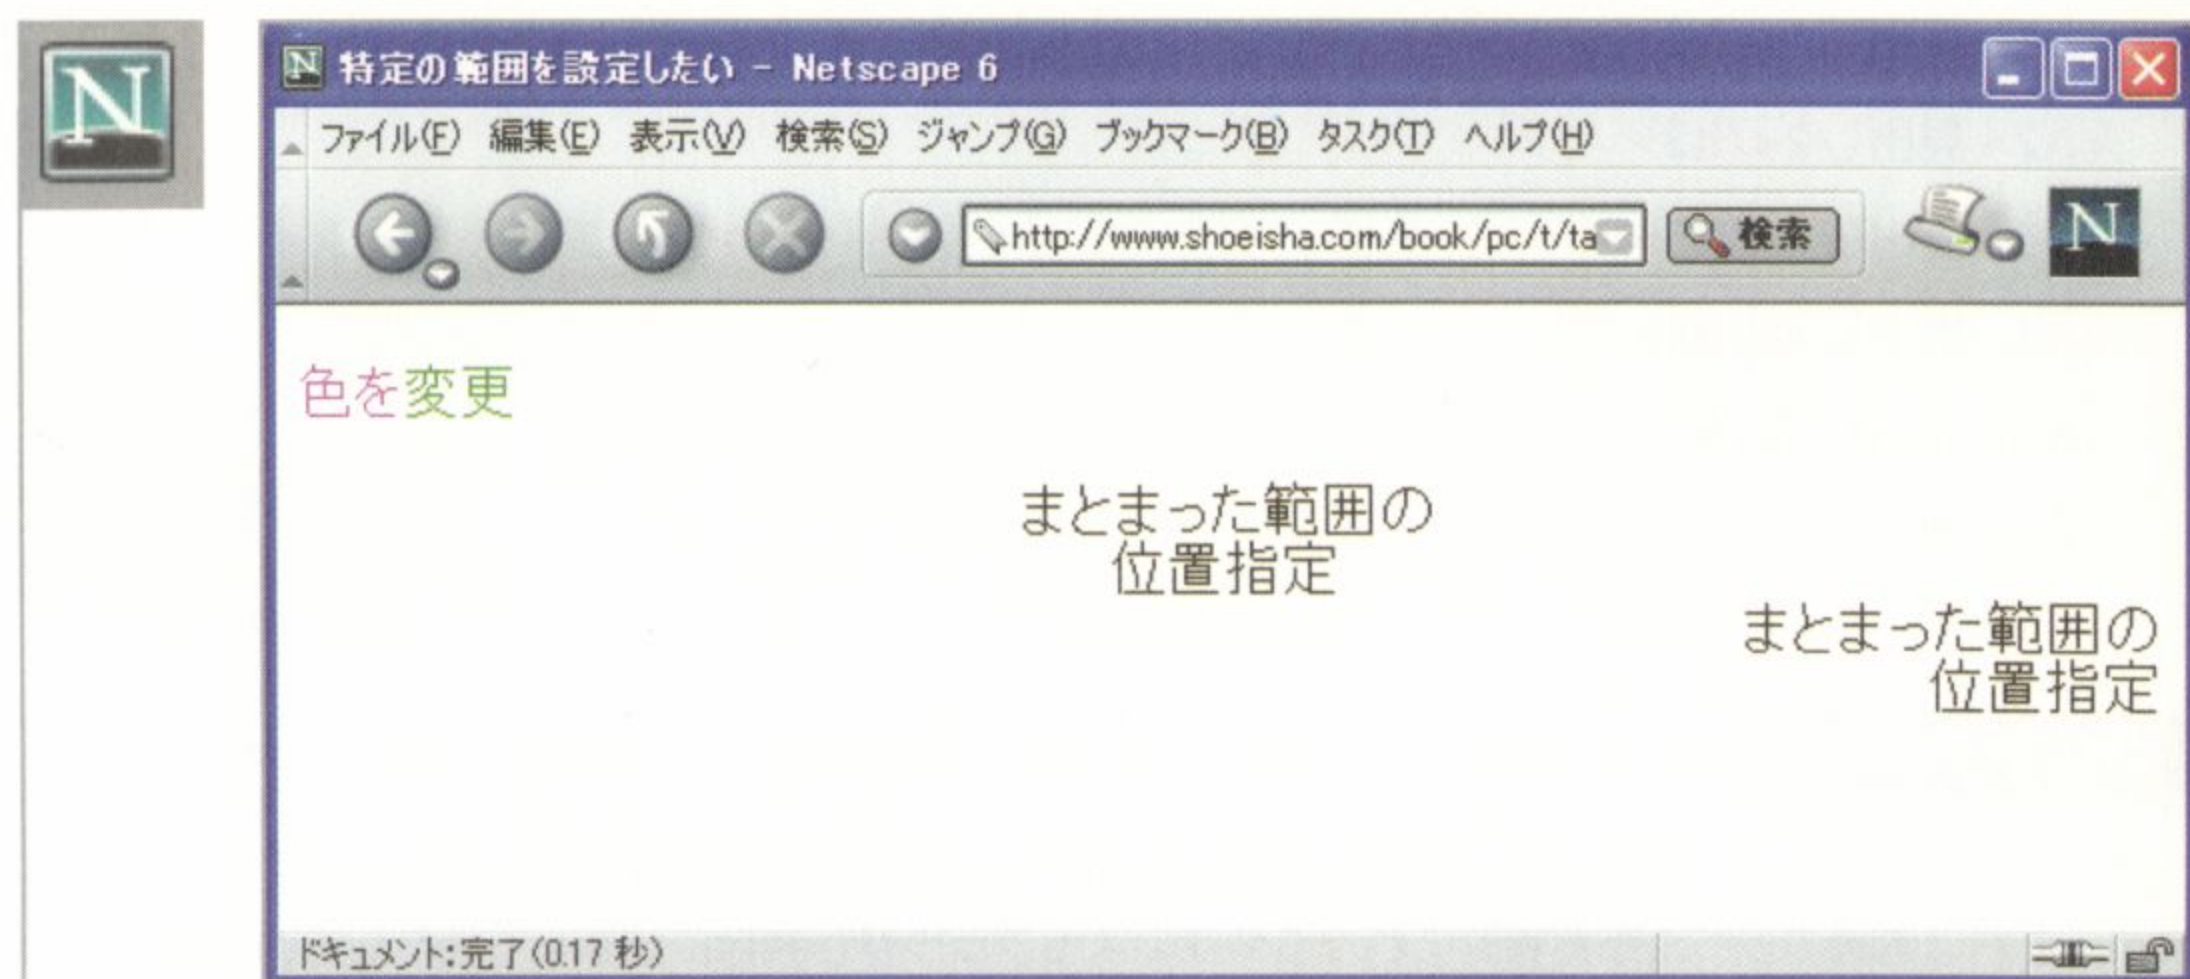 N
特定の範囲を設定したい - Netscape 6
ファイル(F) 編集(E) 表示(V) 検索(S) ジャンプ(G) ブックマーク(B) タスク(T) ヘルプ(H)
http://www.shoeisha.com/book/pc/t/ta
検索
N
色を変更
まとまった範囲の
位置指定
まとまった範囲の
位置指定
ドキュメント:完了(0.17 秒)